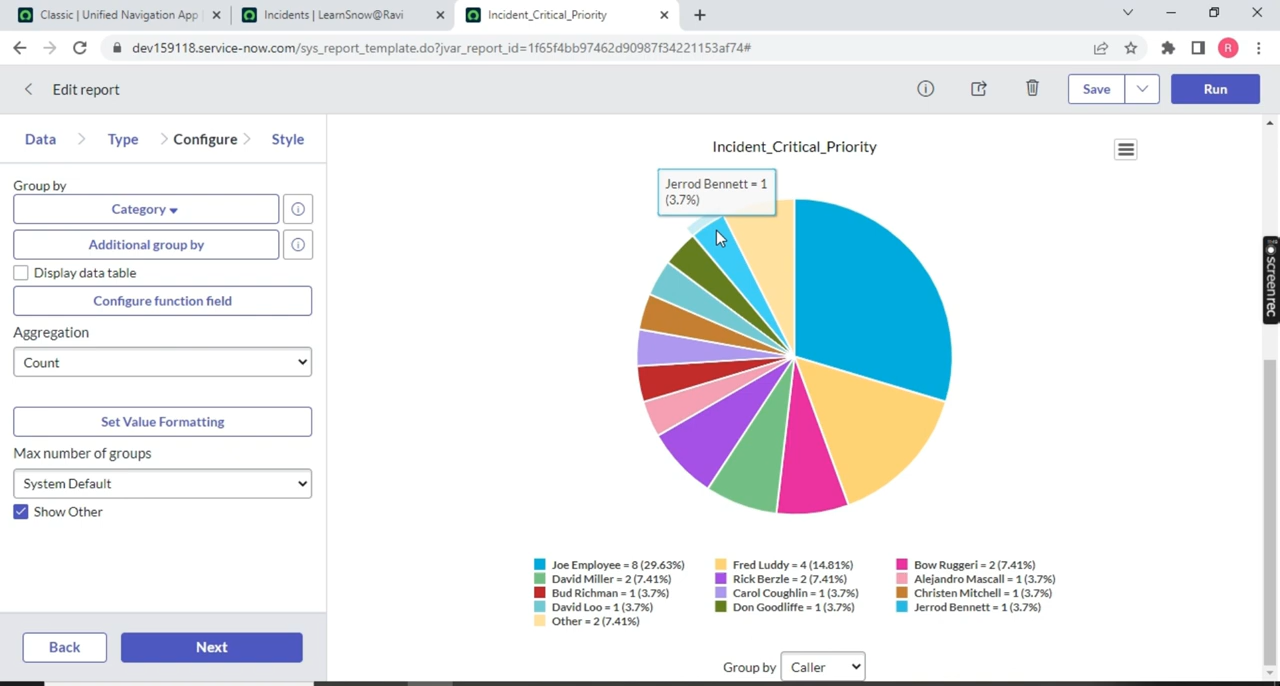 Classic | Unified Navigation App
Incidents | LearnSnow@Ravi
Incident_Critical_Priority
dev159118.service-now.com/sys_report_template.do?jvar_report_id=1f65f4bb97462d90987f34221153af74#
R
Edit report
Save
Run
Data
Type
Configure
Style
Group by
Category
Additional group by
Display data table
Configure function field
Aggregation
Count
Set Value Formatting
Max number of groups
System Default
Show Other
Back
Next
Incident_Critical_Priority
Jerrod Bennett = 1
(3.7%)
Joe Employee = 8 (29.63%)
Fred Luddy = 4 (14.81%)
Bow Ruggeri = 2 (7.41%)
David Miller = 2 (7.41%)
Rick Berzle = 2 (7.41%)
Alejandro Mascall = 1 (3.7%)
Bud Richman = 1 (3.7%)
Carol Coughlin = 1 (3.7%)
Christen Mitchell = 1 (3.7%)
David Loo = 1 (3.7%)
Don Goodliffe = 1 (3.7%)
Jerrod Bennett = 1 (3.7%)
Other = 2 (7.41%)
Group by
Caller
screenrec